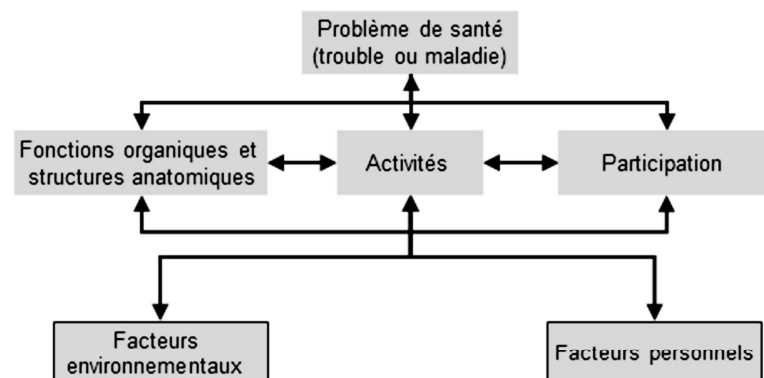 Problème de santé
(trouble ou maladie)
Fonctions organiques et
structures anatomiques
Activités
Participation
Facteurs
environnementaux
Facteurs personnels